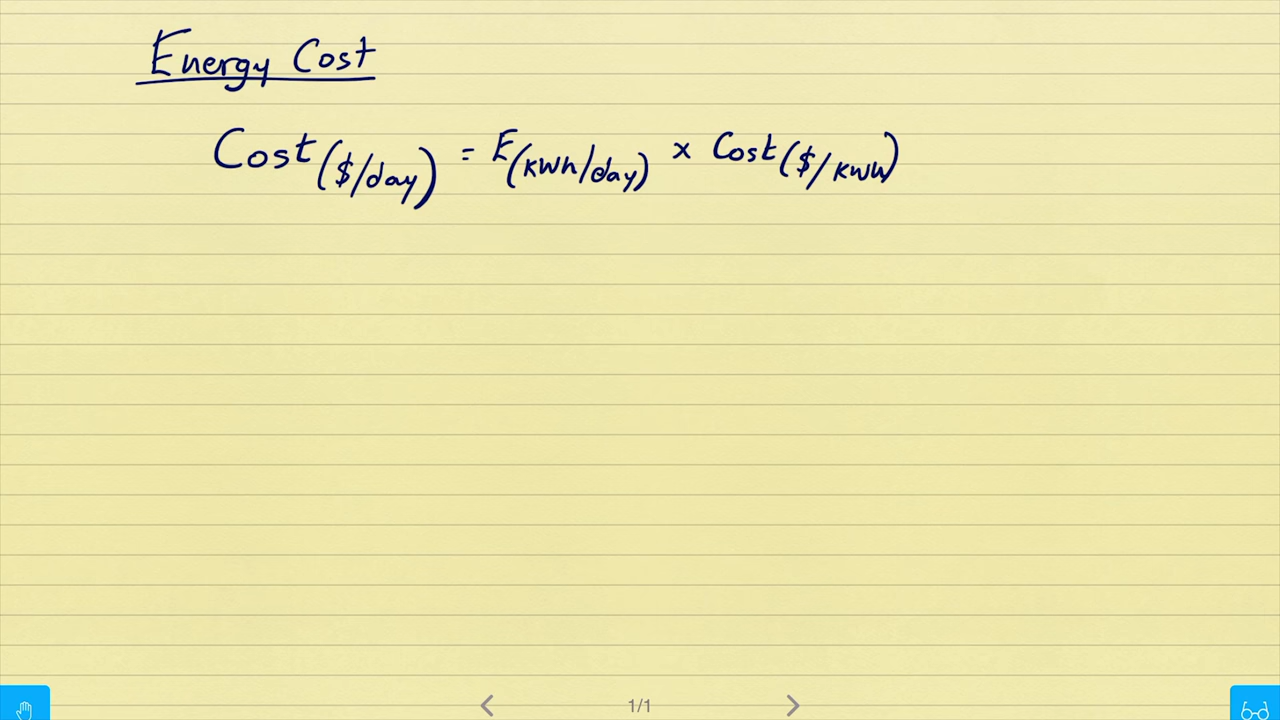 Energy Cost
Cost($/day) = E(kWh/day) x Cost($/kWh)
1/1